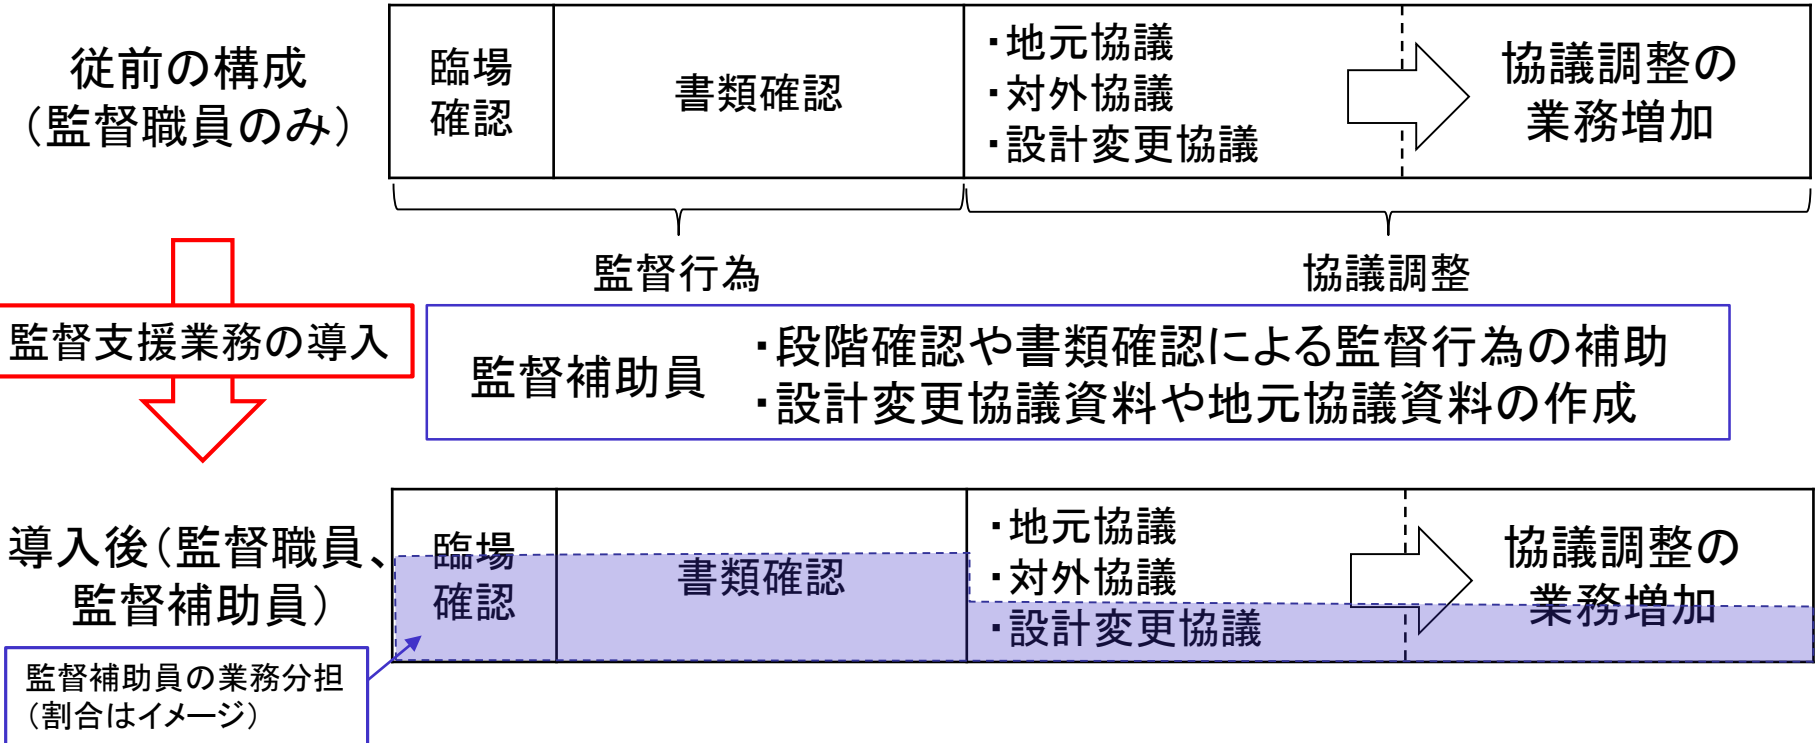 従前の構成
（監督職員のみ）
臨場
確認
書類確認
・地元協議
・対外協議
・設計変更協議
協議調整の
業務増加
監督行為
協議調整
監督支援業務の導入
監督補助員
・段階確認や書類確認による監督行為の補助
・設計変更協議資料や地元協議資料の作成
導入後（監督職員、
監督補助員）
臨場
確認
書類確認
・地元協議
・対外協議
・設計変更協議
協議調整の
業務増加
監督補助員の業務分担
（割合はイメージ）